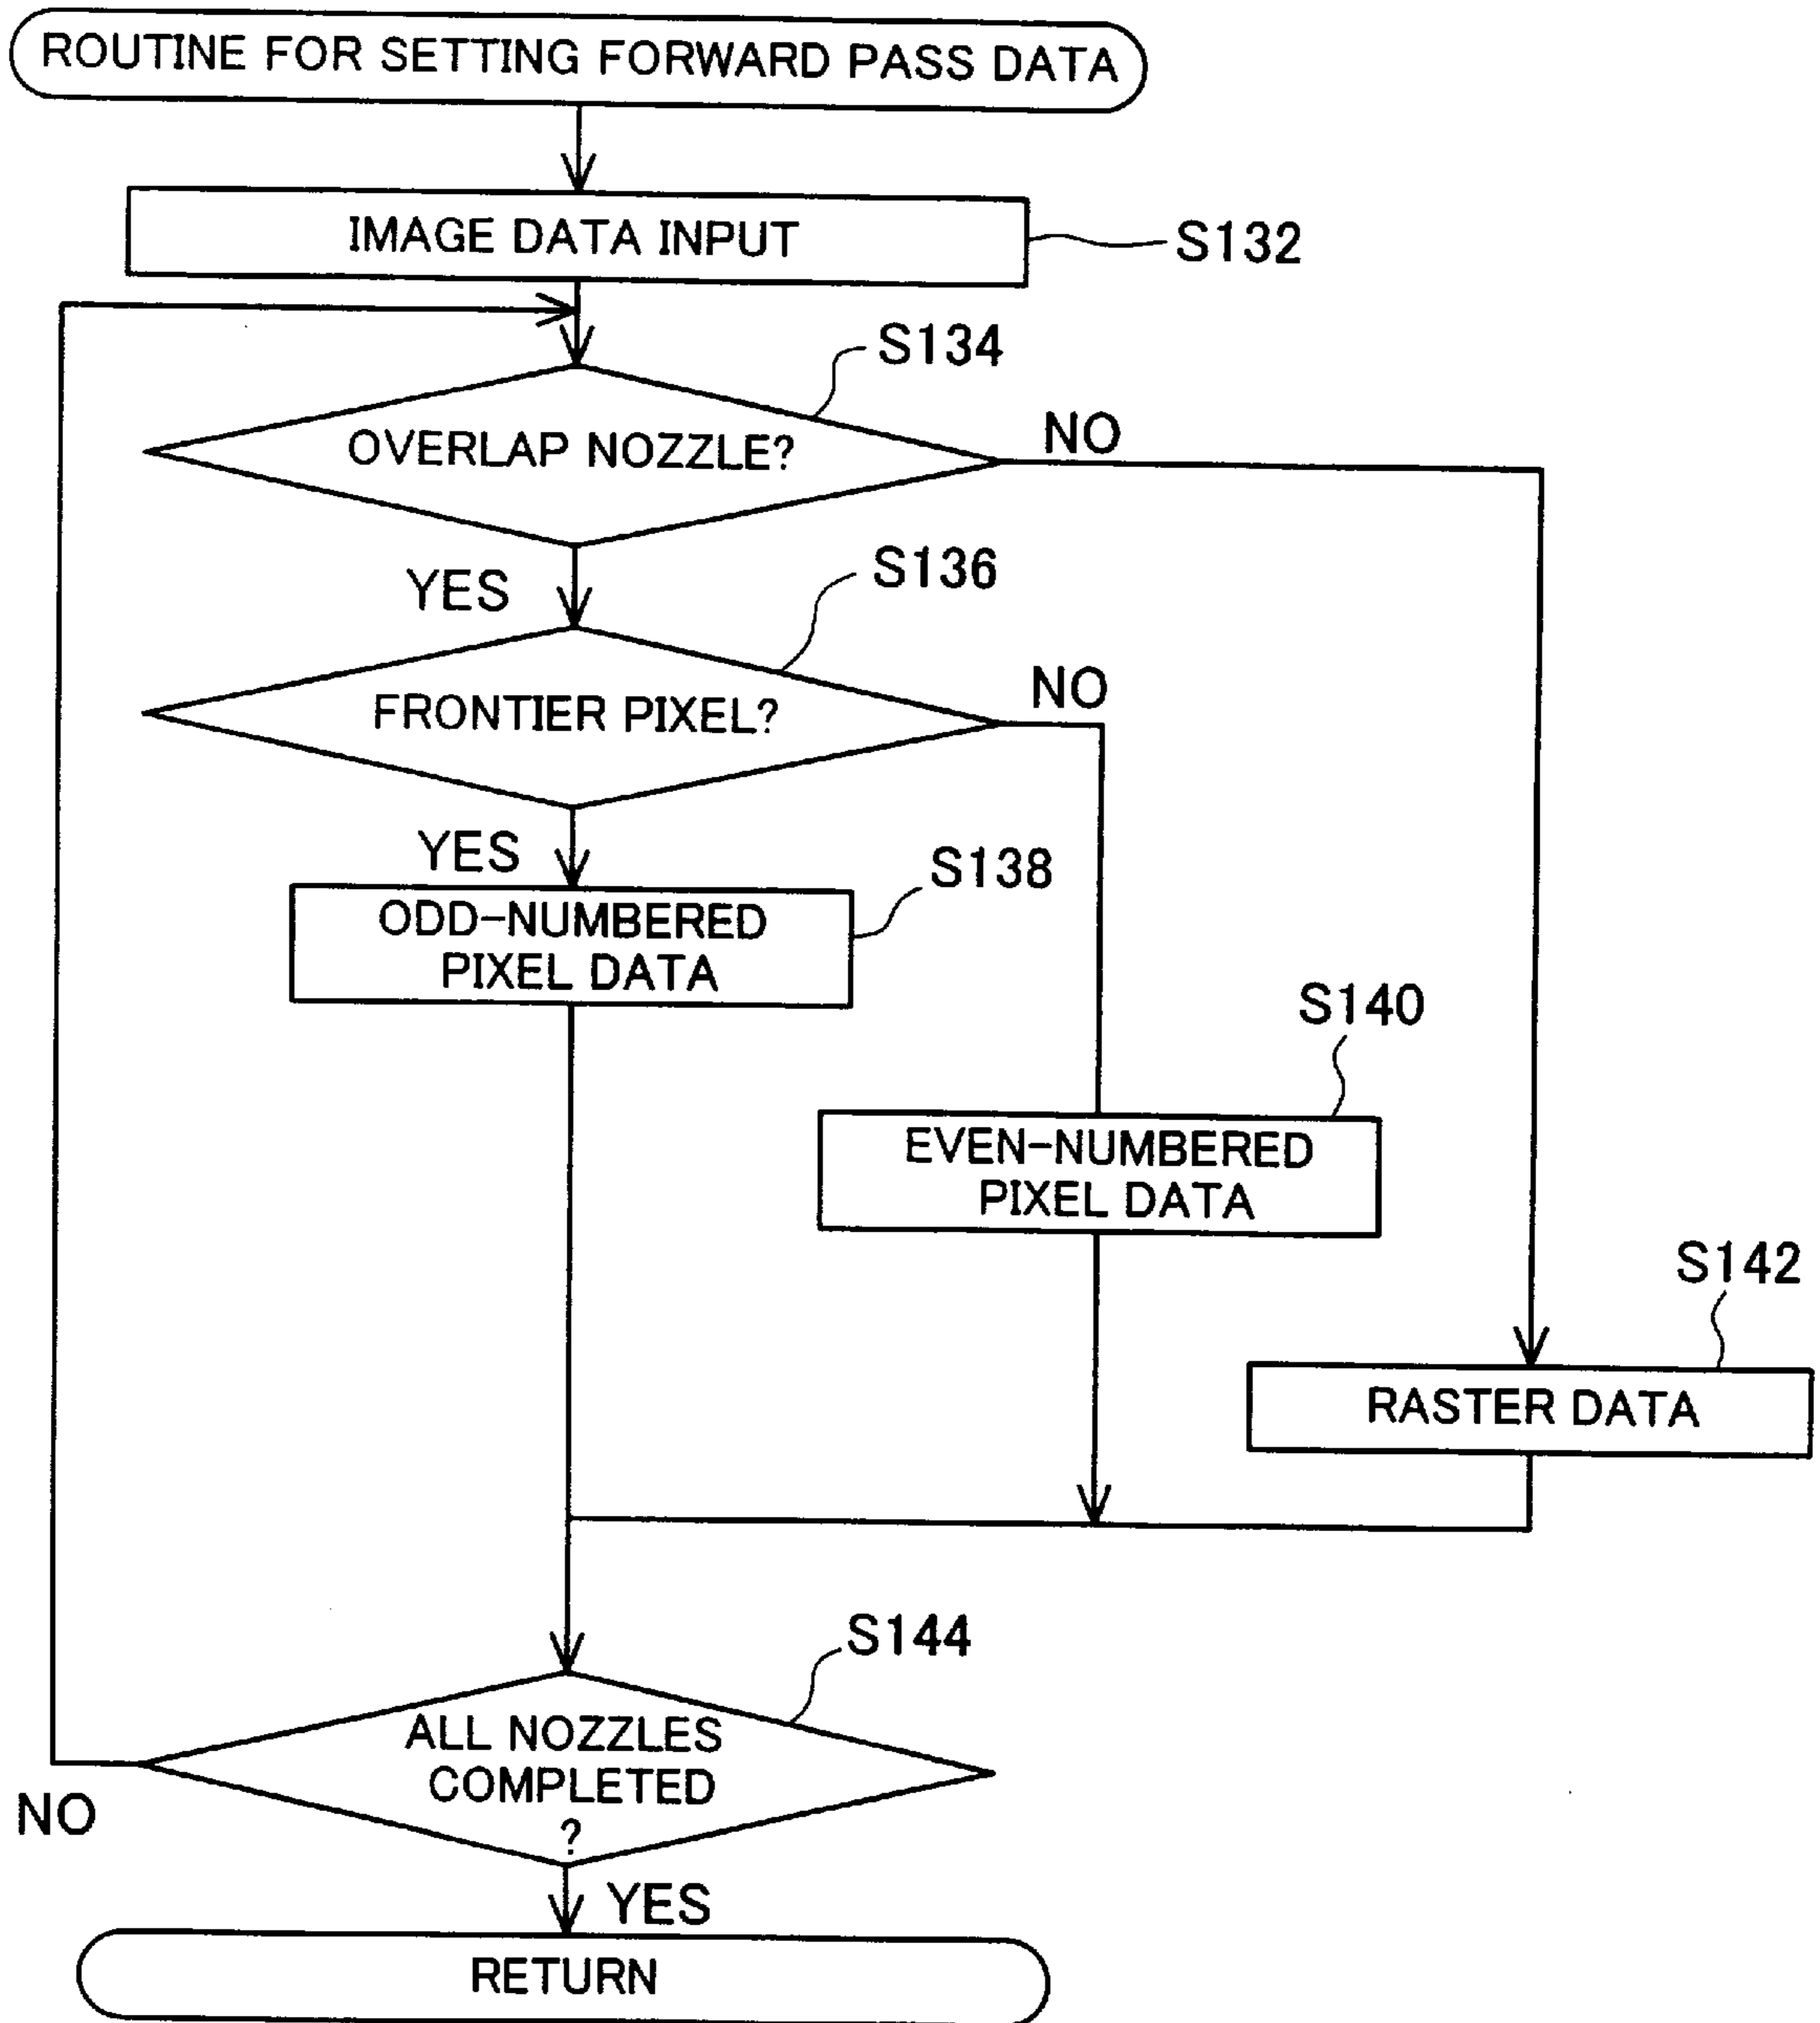 ROUTINE FOR SETTING FORWARD PASS DATA
IMAGE DATA INPUT
S132
S134
OVERLAP NOZZLE?
NO
YES
S136
FRONTIER PIXEL?
NO
YES
S138
ODD-NUMBERED
PIXEL DATA
S140
EVEN-NUMBERED
PIXEL DATA
S142
RASTER DATA
S144
ALL NOZZLES
COMPLETED
?
NO
YES
RETURN